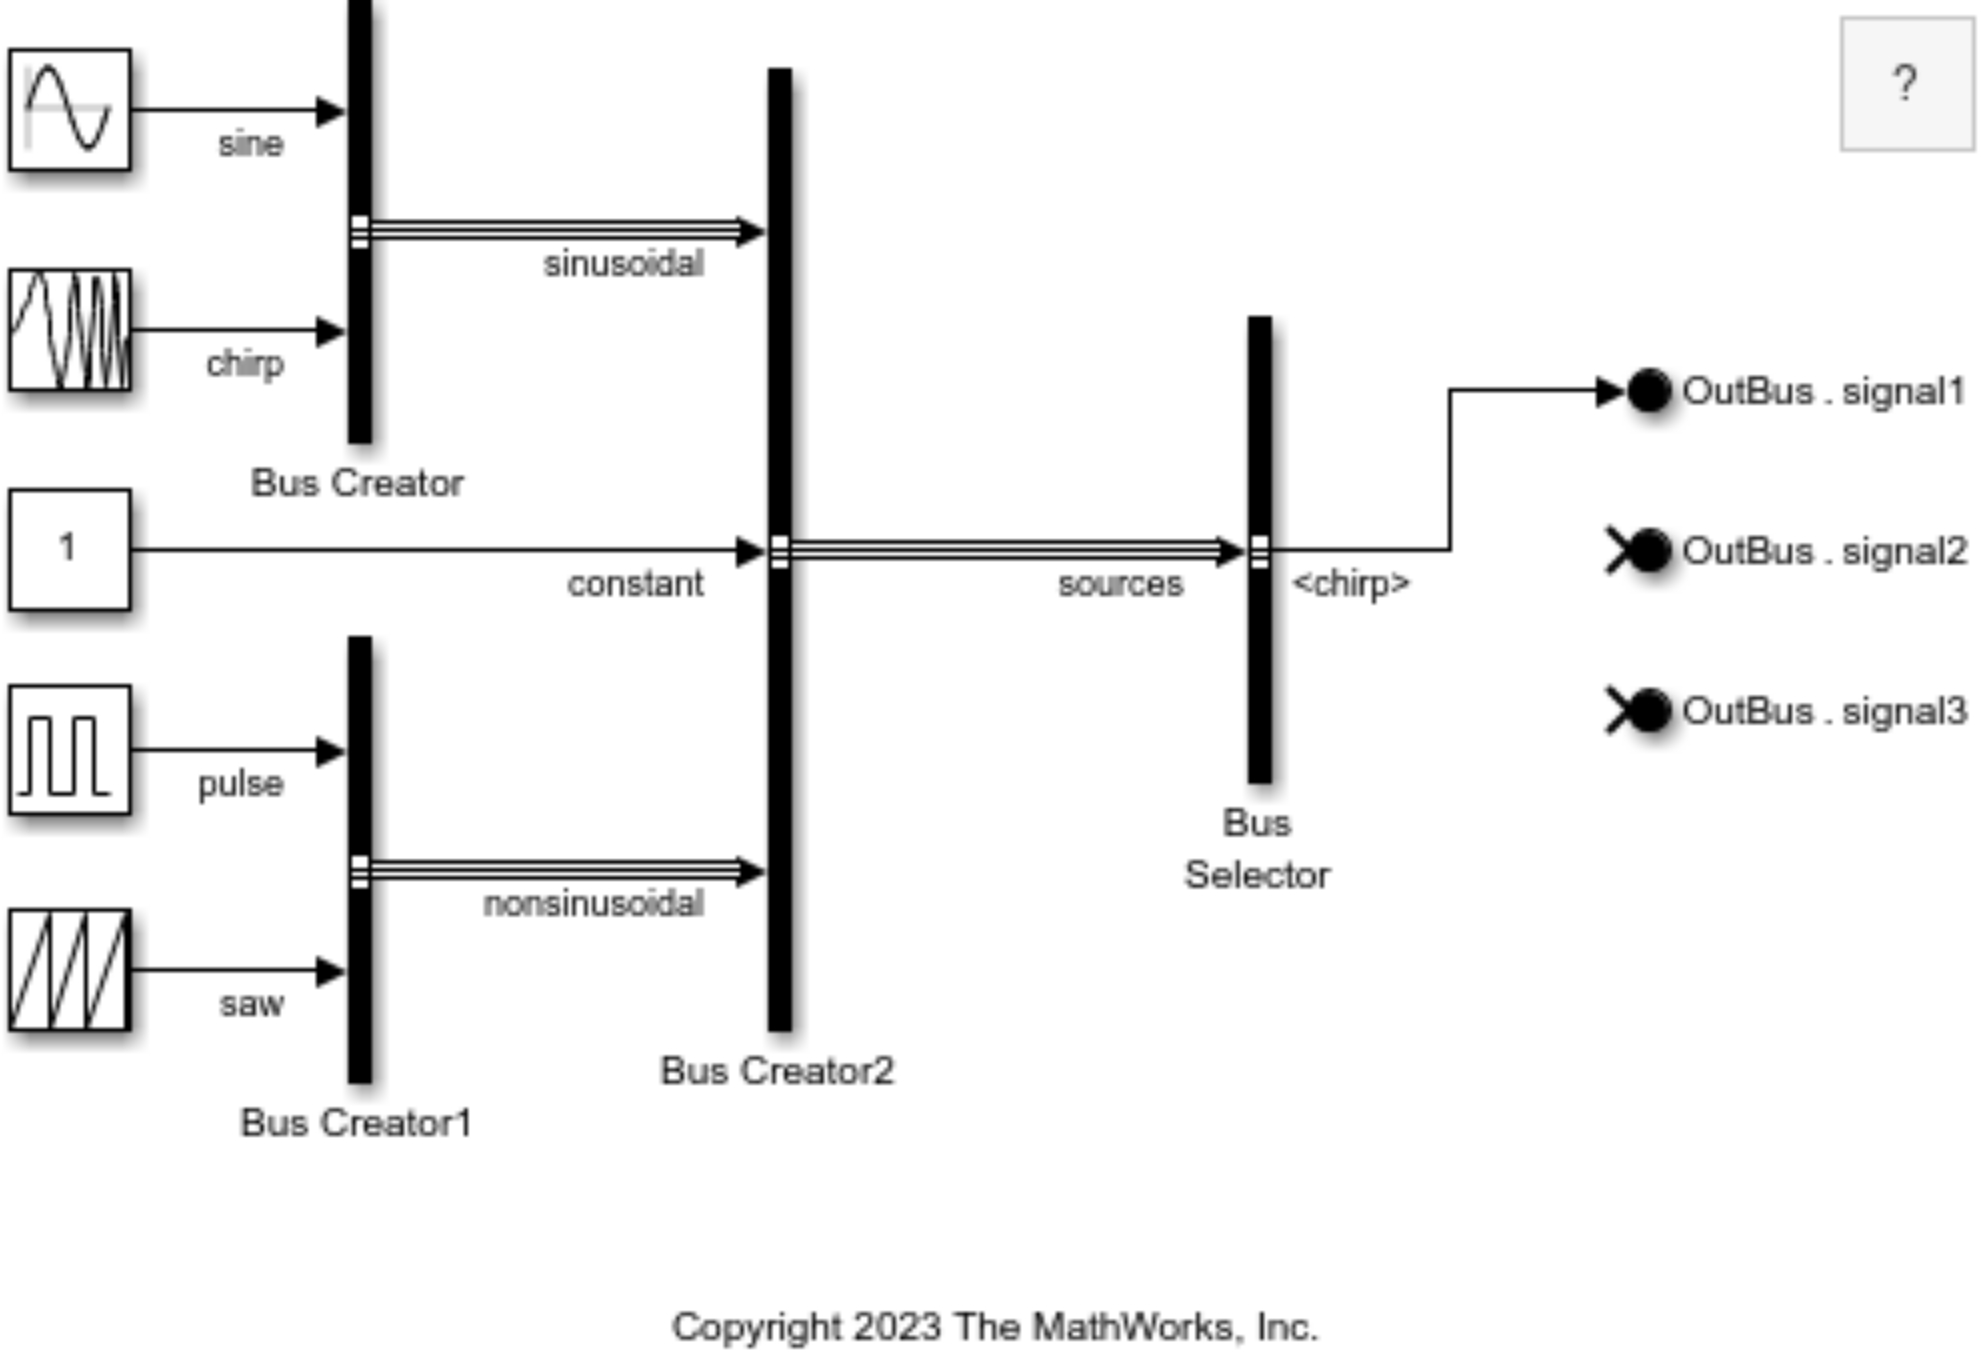 ?
sine
sinusoidal
chirp
OutBus . signal1
Bus Creator
1
constant
sources
<chirp>
OutBus . signal2
pulse
OutBus . signal3
Bus
Selector
nonsinusoidal
saw
Bus Creator2
Bus Creator1
Copyright 2023 The MathWorks, Inc.